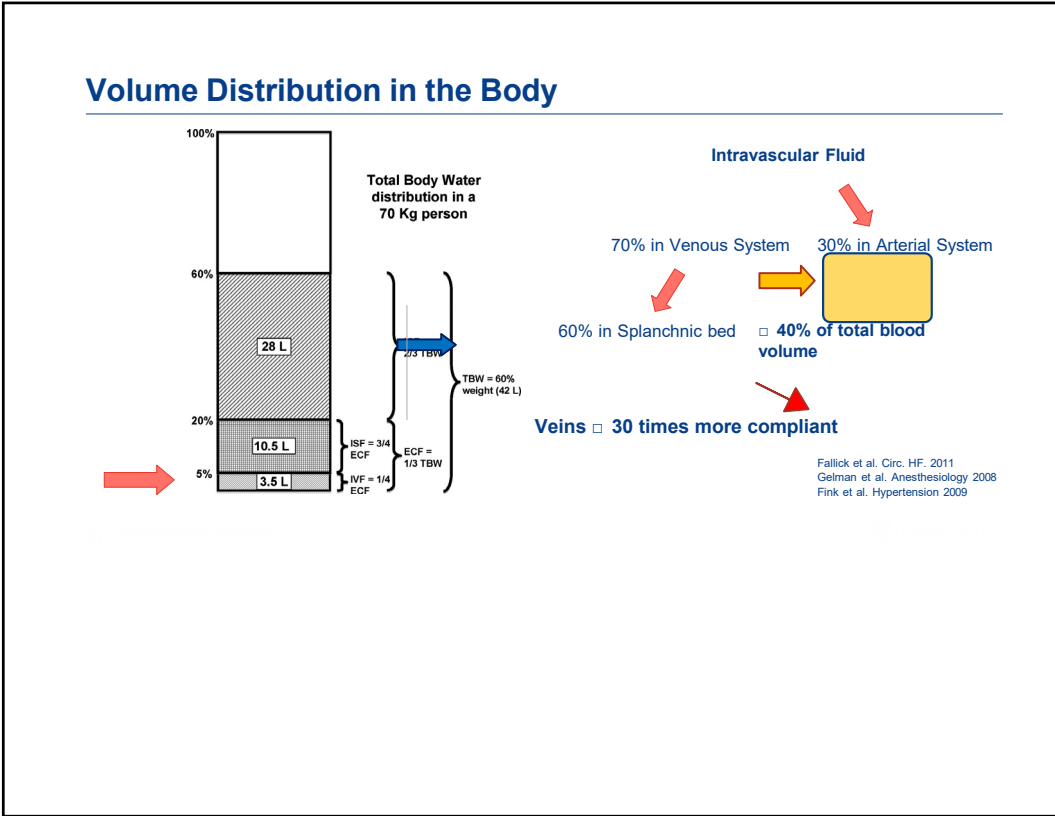 Volume Distribution in the Body
100%
Total Body Water
distribution in a
70 Kg person
60%
28 L
2/3 TBW
TBW = 60%
weight (42 L)
20%
10.5 L
ISF = 3/4
ECF
ECF =
1/3 TBW
5%
3.5 L
IVF = 1/4
ECF
Intravascular Fluid
70% in Venous System
30% in Arterial System
60% in Splanchnic bed
□ 40% of total blood
volume
Veins □ 30 times more compliant
Fallick et al. Circ. HF. 2011
Gelman et al. Anesthesiology 2008
Fink et al. Hypertension 2009